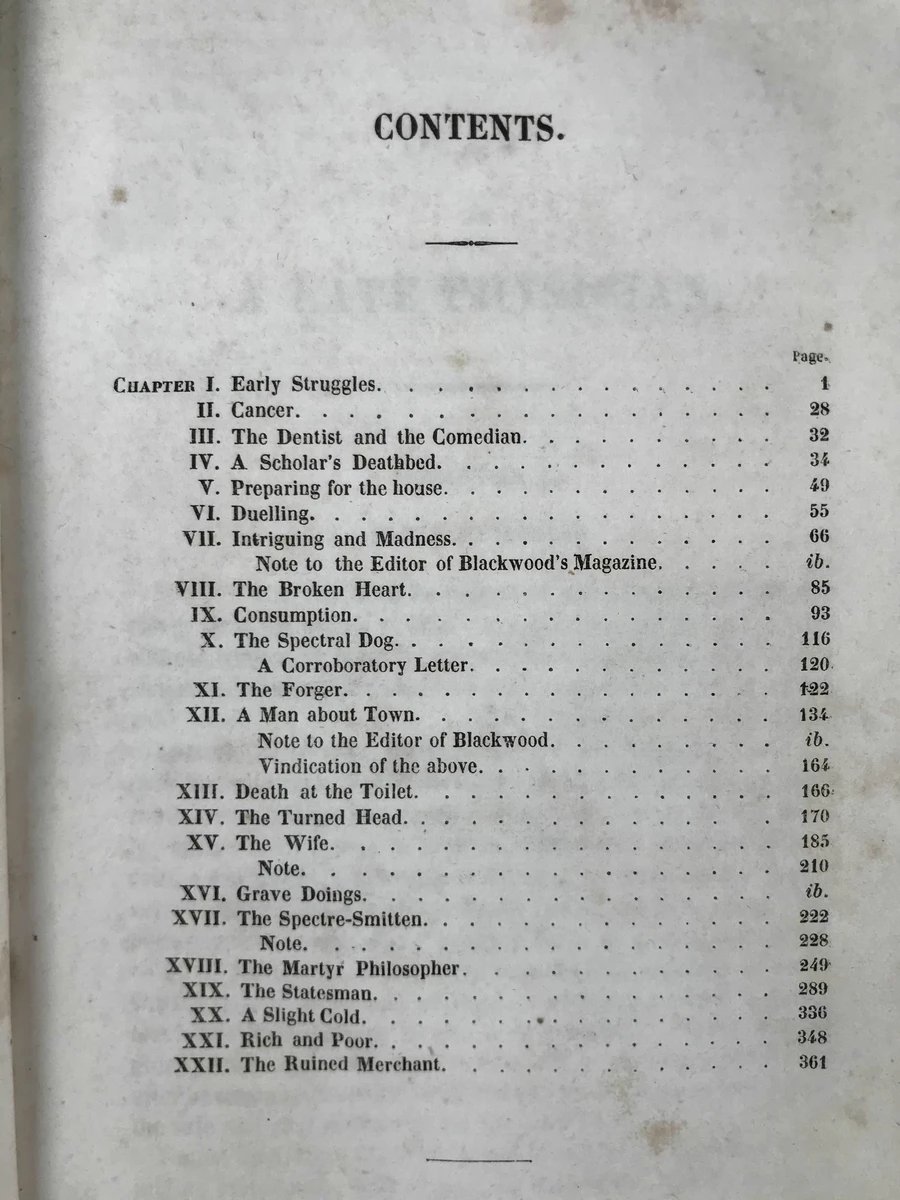 CONTENTS.
Page.
CHAPTER I. Early Struggles. . . . . . . . . . . . . . . . 1
II. Cancer. . . . . . . . . . . . . . . . . . . 28
III. The Dentist and the Comedian. . . . . . . . . . . 32
IV. A Scholar's Deathbed. . . . . . . . . . . . . . 34
V. Preparing for the house. . . . . . . . . . . . . . 49
VI. Duelling. . . . . . . . . . . . . . . . . . 55
VII. Intriguing and Madness. . . . . . . . . . . . . 66
Note to the Editor of Blackwood's Magazine. . . . . ib.
VIII. The Broken Heart. . . . . . . . . . . . . . . 85
IX. Consumption. . . . . . . . . . . . . . . . . 93
X. The Spectral Dog. . . . . . . . . . . . . . . 116
A Corroboratory Letter. . . . . . . . . . . . . 120
XI. The Forger. . . . . . . . . . . . . . . . . 122
XII. A Man about Town. . . . . . . . . . . . . . . 134
Note to the Editor of Blackwood. . . . . . . . . . ib.
Vindication of the above. . . . . . . . . . . . . 164
XIII. Death at the Toilet. . . . . . . . . . . . . . . 166
XIV. The Turned Head. . . . . . . . . . . . . . . 170
XV. The Wife. . . . . . . . . . . . . . . . . . 185
Note. . . . . . . . . . . . . . . . . . . 210
XVI. Grave Doings. . . . . . . . . . . . . . . . . ib.
XVII. The Spectre-Smitten. . . . . . . . . . . . . . 222
Note. . . . . . . . . . . . . . . . . . . 228
XVIII. The Martyr Philosopher. . . . . . . . . . . . . 249
XIX. The Statesman. . . . . . . . . . . . . . . . 289
XX. A Slight Cold. . . . . . . . . . . . . . . . 336
XXI. Rich and Poor. . . . . . . . . . . . . . . . 348
XXII. The Ruined Merchant. . . . . . . . . . . . . . 361